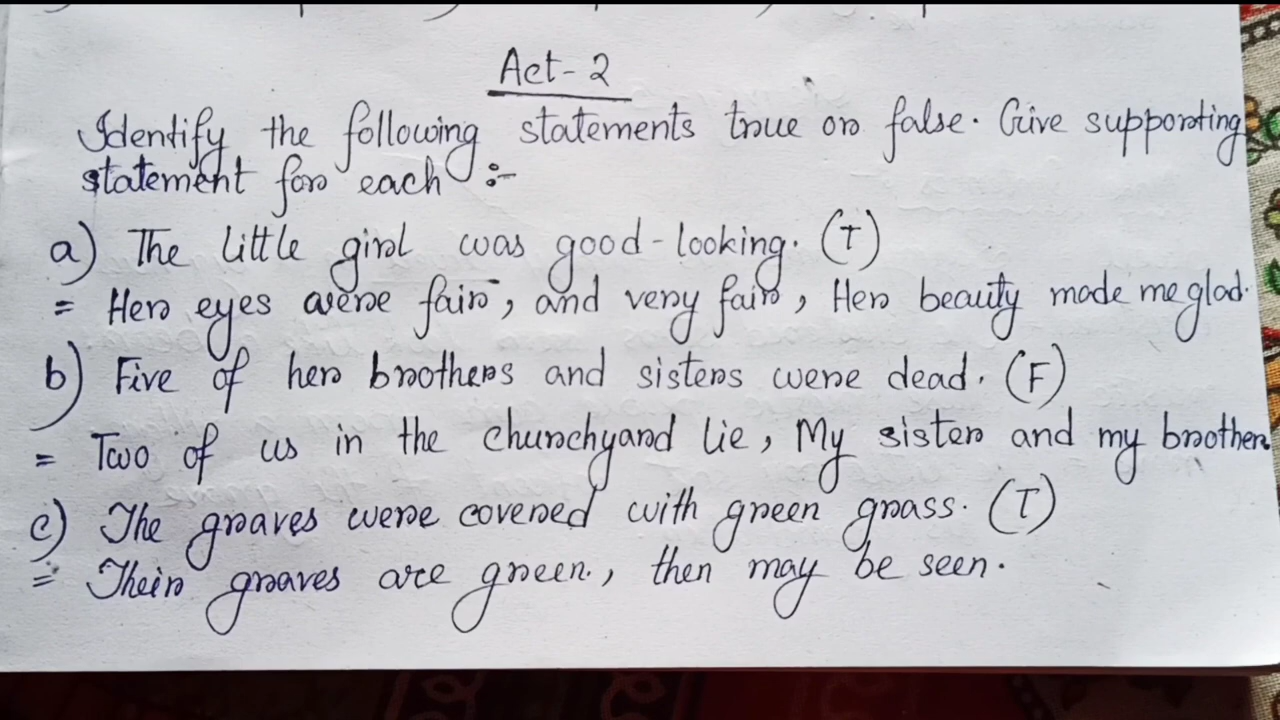 Act-2
Identify the following statements true or false. Give supporting
statement for each :-
a) The little girl was good-looking. (T)
= Her eyes were fair, and very fair, Her beauty made me glad.
b) Five of her brothers and sisters were dead. (F)
= Two of us in the churchyard lie, My sister and my brother.
c) The graves were covered with green grass. (T)
= Their graves are green, then may be seen.